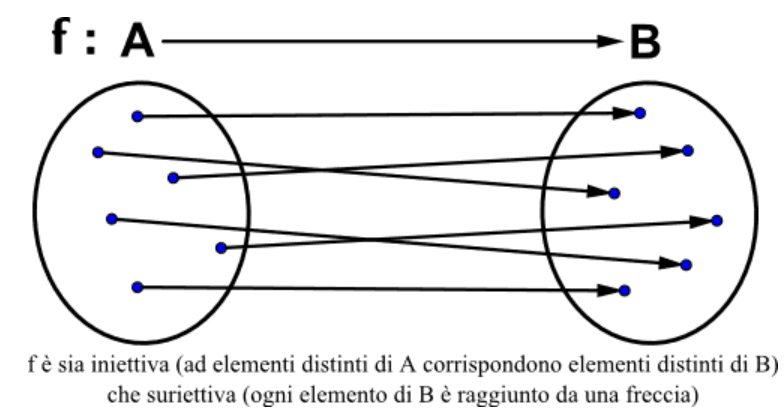 f : A B
f è sia iniettiva (ad elementi distinti di A corrispondono elementi distinti di B)
che suriettiva (ogni elemento di B è raggiunto da una freccia)